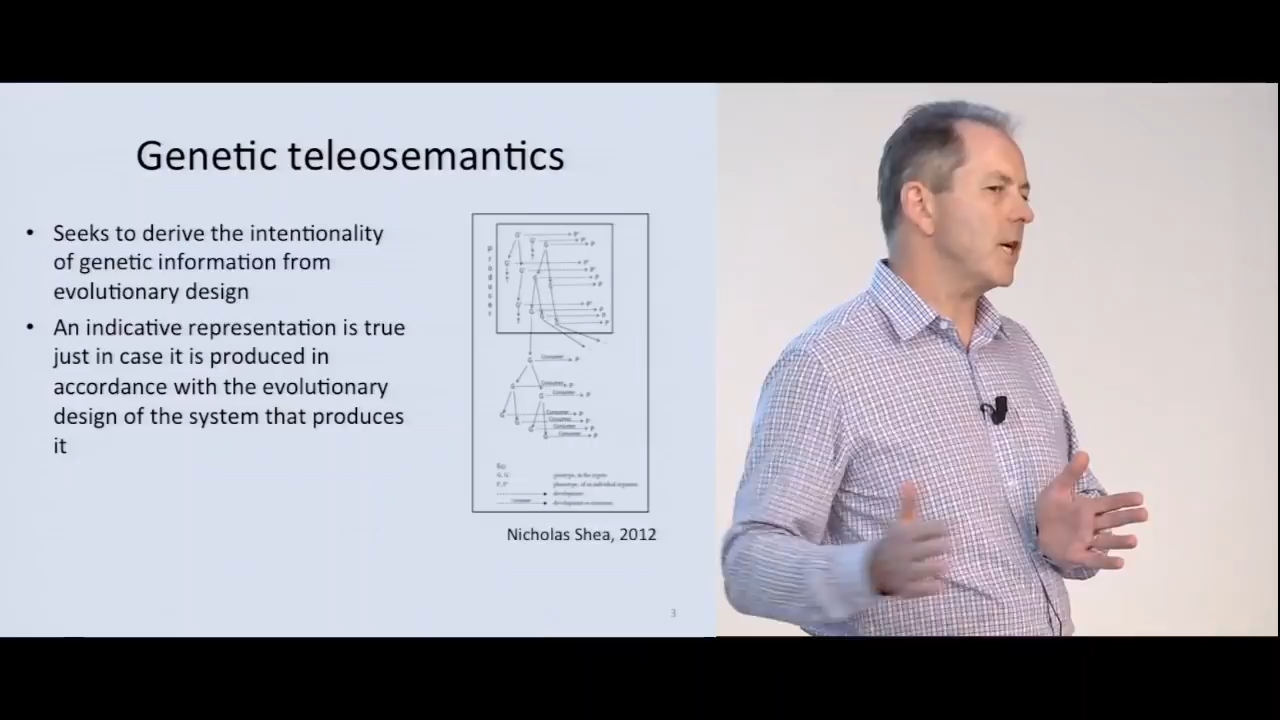 Genetic teleosemantics
• Seeks to derive the intentionality
of genetic information from
evolutionary design
• An indicative representation is true
just in case it is produced in
accordance with the evolutionary
design of the system that produces
it
Nicholas Shea, 2012
3